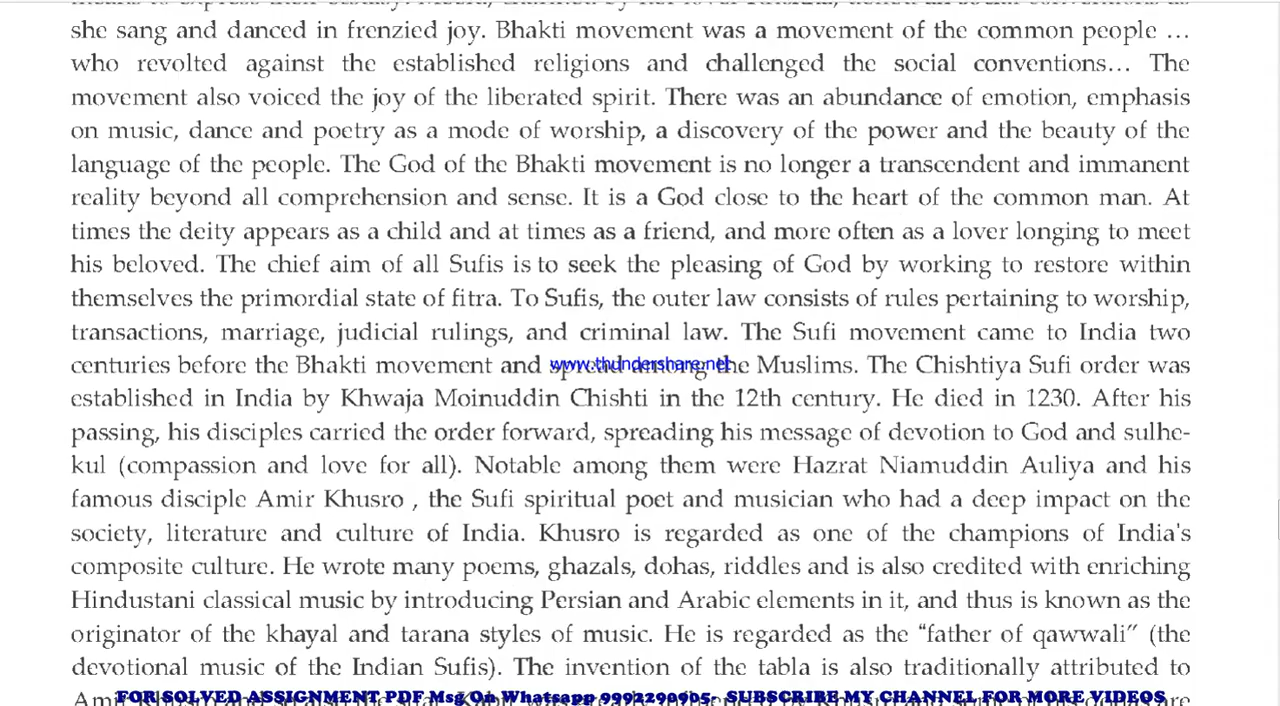 she sang and danced in frenzied joy. Bhakti movement was a movement of the common people …
who revolted against the established religions and challenged the social conventions… The
movement also voiced the joy of the liberated spirit. There was an abundance of emotion, emphasis
on music, dance and poetry as a mode of worship, a discovery of the power and the beauty of the
language of the people. The God of the Bhakti movement is no longer a transcendent and immanent
reality beyond all comprehension and sense. It is a God close to the heart of the common man. At
times the deity appears as a child and at times as a friend, and more often as a lover longing to meet
his beloved. The chief aim of all Sufis is to seek the pleasing of God by working to restore within
themselves the primordial state of fitra. To Sufis, the outer law consists of rules pertaining to worship,
transactions, marriage, judicial rulings, and criminal law. The Sufi movement came to India two
centuries before the Bhakti movement and spread among the Muslims. The Chishtiya Sufi order was
www.thundershare.net
established in India by Khwaja Moinuddin Chishti in the 12th century. He died in 1230. After his
passing, his disciples carried the order forward, spreading his message of devotion to God and sulhe-
kul (compassion and love for all). Notable among them were Hazrat Niamuddin Auliya and his
famous disciple Amir Khusro , the Sufi spiritual poet and musician who had a deep impact on the
society, literature and culture of India. Khusro is regarded as one of the champions of India's
composite culture. He wrote many poems, ghazals, dohas, riddles and is also credited with enriching
Hindustani classical music by introducing Persian and Arabic elements in it, and thus is known as the
originator of the khayal and tarana styles of music. He is regarded as the “father of qawwali” (the
devotional music of the Indian Sufis). The invention of the tabla is also traditionally attributed to
FOR SOLVED ASSIGNMENT PDF Msg On Whatsapp 9992290905- SUBSCRIBE MY CHANNEL FOR MORE VIDEOS